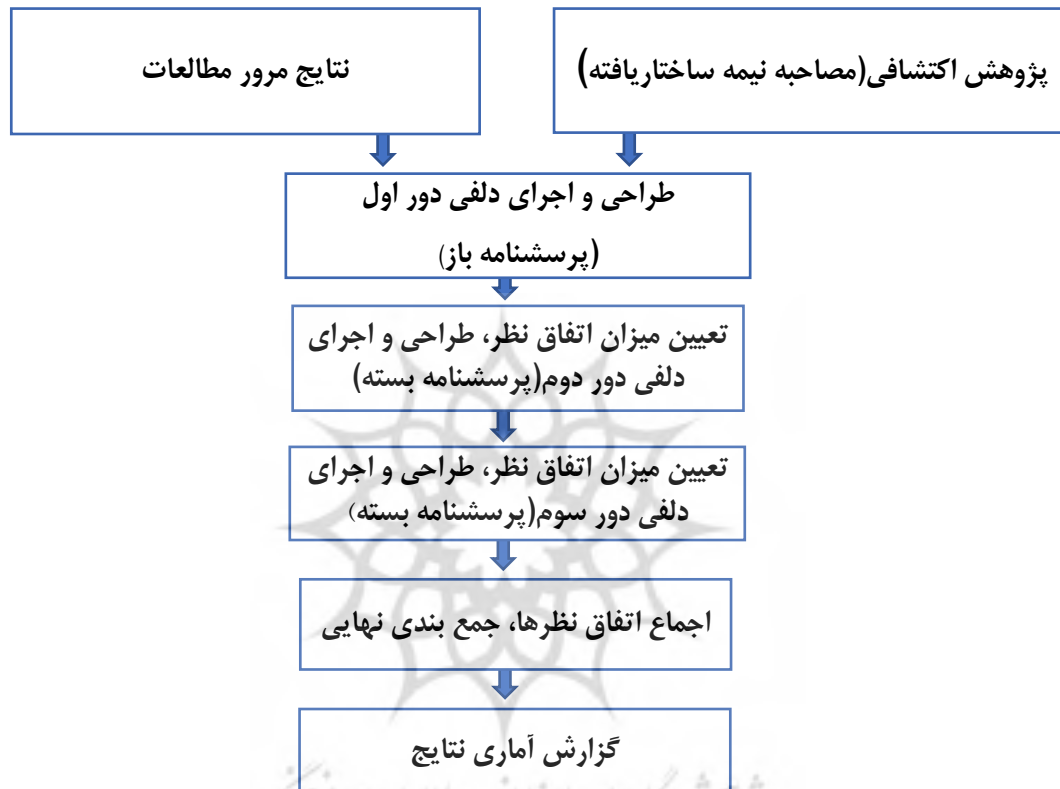 پژوهش اکتشافی(مصاحبه نیمه ساختاریافته)
نتایج مرور مطالعات
طراحی و اجرای دلفی دور اول
(پرسشنامه باز)
تعیین میزان اتفاق نظر، طراحی و اجرای
دلفی دور دوم(پرسشنامه بسته)
تعیین میزان اتفاق نظر، طراحی و اجرای
دلفی دور سوم(پرسشنامه بسته)
اجماع اتفاق نظرها، جمع بندی نهایی
گزارش آماری نتایج